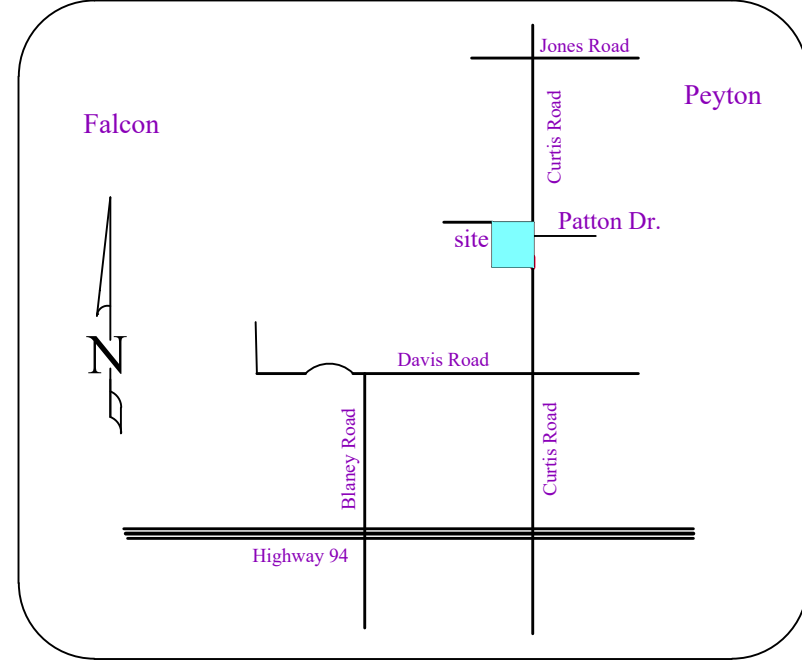 Jones Road
Peyton
Falcon
Curtis Road
Patton Dr.
site
N
Davis Road
Blaney Road
Curtis Road
Highway 94